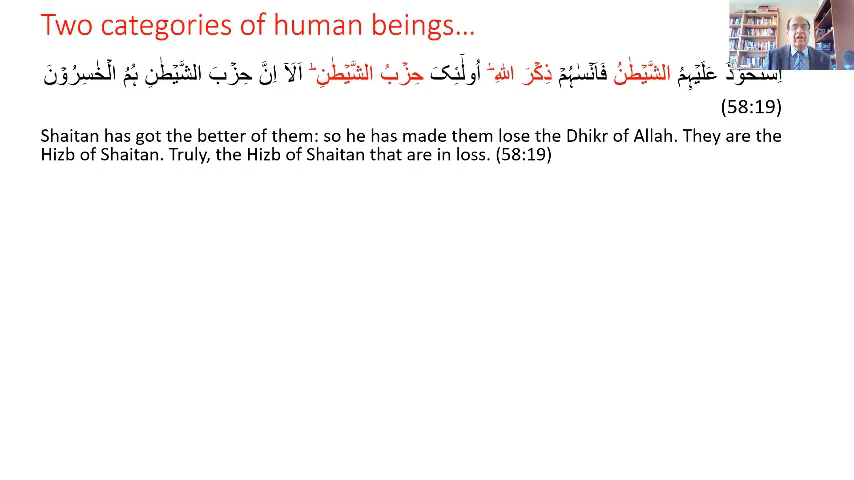 Two categories of human beings...
اِسۡتَحۡوَذَ عَلَیۡہِمُ الشَّیۡطٰنُ فَاَنۡسٰہُمۡ ذِکۡرَ اللہِ ؕ اُولٰٓئِکَ حِزۡبُ الشَّیۡطٰنِ ؕ اَلَاۤ اِنَّ حِزۡبَ الشَّیۡطٰنِ ہُمُ الۡخٰسِرُوۡنَ
(58:19)
Shaitan has got the better of them: so he has made them lose the Dhikr of Allah. They are the
Hizb of Shaitan. Truly, the Hizb of Shaitan that are in loss. (58:19)